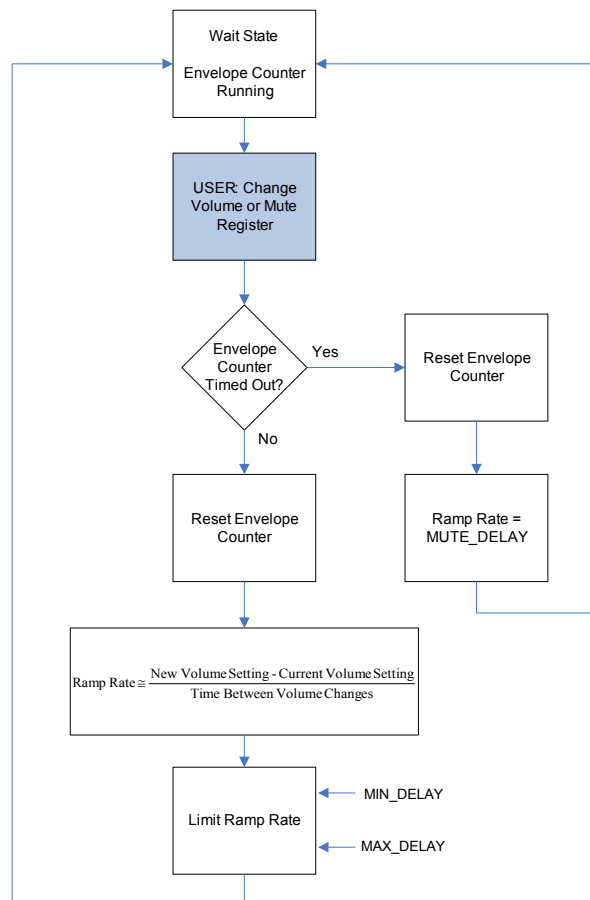 Wait State
Envelope Counter
Running
USER: Change
Volume or Mute
Register
Envelope
Counter
Timed Out?
Yes
No
Reset Envelope
Counter
Ramp Rate =
MUTE_DELAY
Reset Envelope
Counter
Ramp Rate ≅ New Volume Setting - Current Volume Setting
Time Between Volume Changes
Limit Ramp Rate
MIN_DELAY
MAX_DELAY